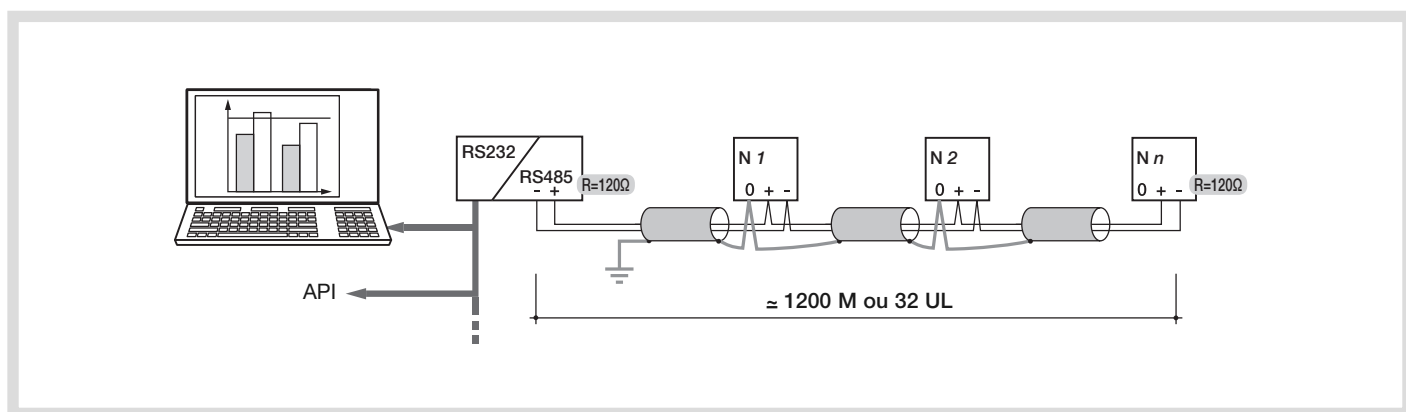 RS232
RS485
- +
R=120Ω
N 1
0 + -
N 2
0 + -
N n
0 + -
R=120Ω
API
≃ 1200 M ou 32 UL